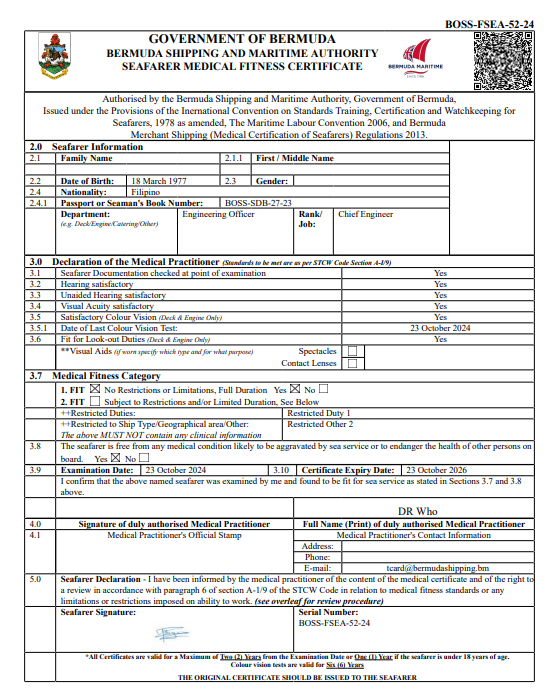 BOSS-FSEA-52-24
GOVERNMENT OF BERMUDA
BERMUDA SHIPPING AND MARITIME AUTHORITY
SEAFARER MEDICAL FITNESS CERTIFICATE
BERMUDA MARITIME
Authorised by the Bermuda Shipping and Maritime Authority, Government of Bermuda,
Issued under the Provisions of the Inernational Convention on Standards Training, Certification and Watchkeeping for
Seafarers, 1978 as amended, The Maritime Labour Convention 2006, and Bermuda
Merchant Shipping (Medical Certification of Seafarers) Regulations 2013.
2.0 Seafarer Information
2.1 Family Name 2.1.1 First / Middle Name
2.2 Date of Birth: 18 March 1977 2.3 Gender:
2.4 Nationality: Filipino
2.4.1 Passport or Seaman's Book Number: BOSS-SDB-27-23
Department: Engineering Officer Rank/ Chief Engineer
(e.g. Deck/Engine/Catering/Other) Job:
3.0 Declaration of the Medical Practitioner (Standards to be met are as per STCW Code Section A-I/9)
3.1 Seafarer Documentation checked at point of examination Yes
3.2 Hearing satisfactory Yes
3.3 Unaided Hearing satisfactory Yes
3.4 Visual Acuity satisfactory Yes
3.5 Satisfactory Colour Vision (Deck & Engine Only) Yes
3.5.1 Date of Last Colour Vision Test: 23 October 2024
3.6 Fit for Look-out Duties (Deck & Engine Only) Yes
**Visual Aids (if worn specify which type and for what purpose) Spectacles
Contact Lenses
3.7 Medical Fitness Category
1. FIT No Restrictions or Limitations, Full Duration Yes No
2. FIT Subject to Restrictions and/or Limited Duration, See Below
++Restricted Duties: Restricted Duty 1
++Restricted to Ship Type/Geographical area/Other: Restricted Other 2
The above MUST NOT contain any clinical information
3.8 The seafarer is free from any medical condition likely to be aggravated by sea service or to endanger the health of other persons on
board. Yes No
3.9 Examination Date: 23 October 2024 3.10 Certificate Expiry Date: 23 October 2026
I confirm that the above named seafarer was examined by me and found to be fit for sea service as stated in Sections 3.7 and 3.8
above.
DR Who
4.0 Signature of duly authorised Medical Practitioner Full Name (Print) of duly authorised Medical Practitioner
4.1 Medical Practitioner's Official Stamp Medical Practitioner's Contact Information
Address:
Phone:
E-mail: tcard@bermudashipping.bm
5.0 Seafarer Declaration - I have been informed by the medical practitioner of the content of the medical certificate and of the right to
a review in accordance with paragraph 6 of section A-1/9 of the STCW Code in relation to medical fitness standards or any
limitations or restrictions imposed on ability to work. (see overleaf for review procedure)
Seafarer Signature: Serial Number:
BOSS-FSEA-52-24
*All Certificates are valid for a Maximum of Two (2) Years from the Examination Date or One (1) Year if the seafarer is under 18 years of age.
Colour vision tests are valid for Six (6) Years
THE ORIGINAL CERTIFICATE SHOULD BE ISSUED TO THE SEAFARER